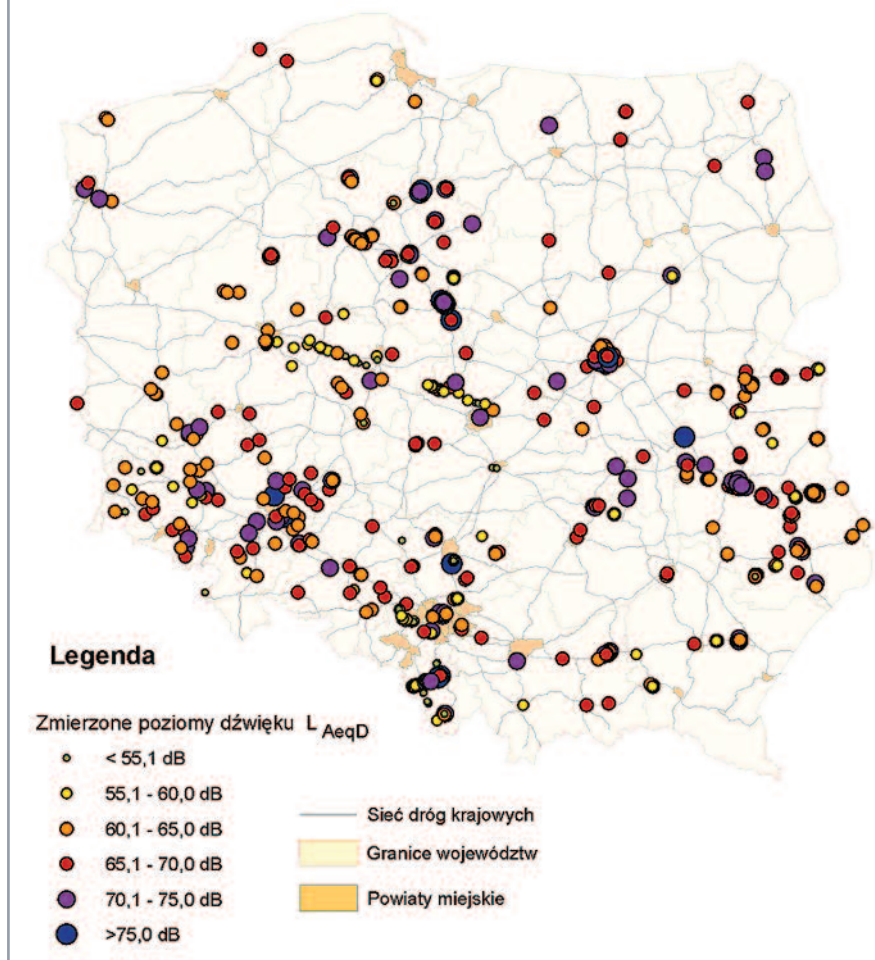 Legenda
Zmierzone poziomy dźwięku L AeqD
< 55,1 dB
55,1 - 60,0 dB
60,1 - 65,0 dB
65,1 - 70,0 dB
70,1 - 75,0 dB
>75,0 dB
Sieć dróg krajowych
Granice województw
Powiaty miejskie